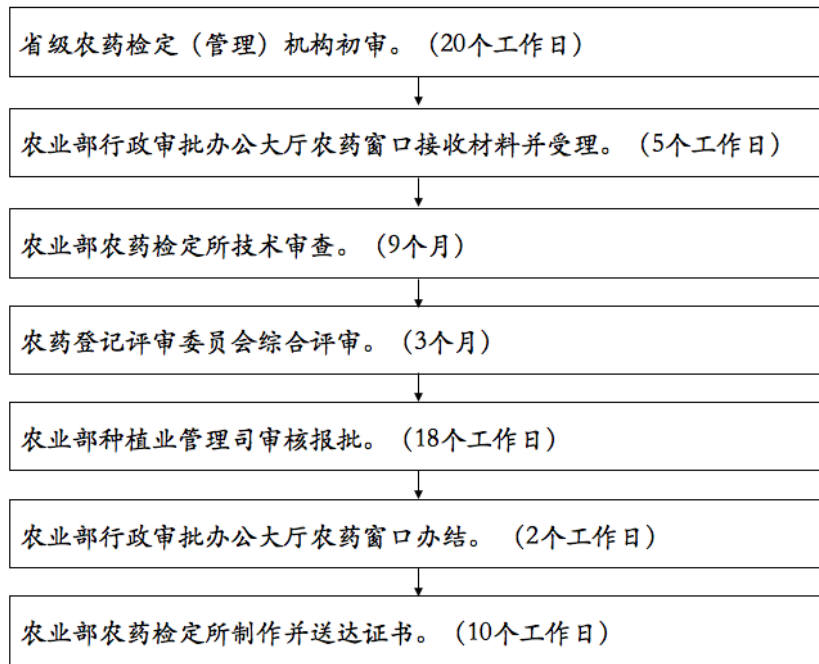 省级农药检定（管理）机构初审。（20个工作日）
农业部行政审批办公大厅农药窗口接收材料并受理。（5个工作日）
农业部农药检定所技术审查。（9个月）
农药登记评审委员会综合评审。（3个月）
农业部种植业管理司审核报批。（18个工作日）
农业部行政审批办公大厅农药窗口办结。（2个工作日）
农业部农药检定所制作并送达证书。（10个工作日）